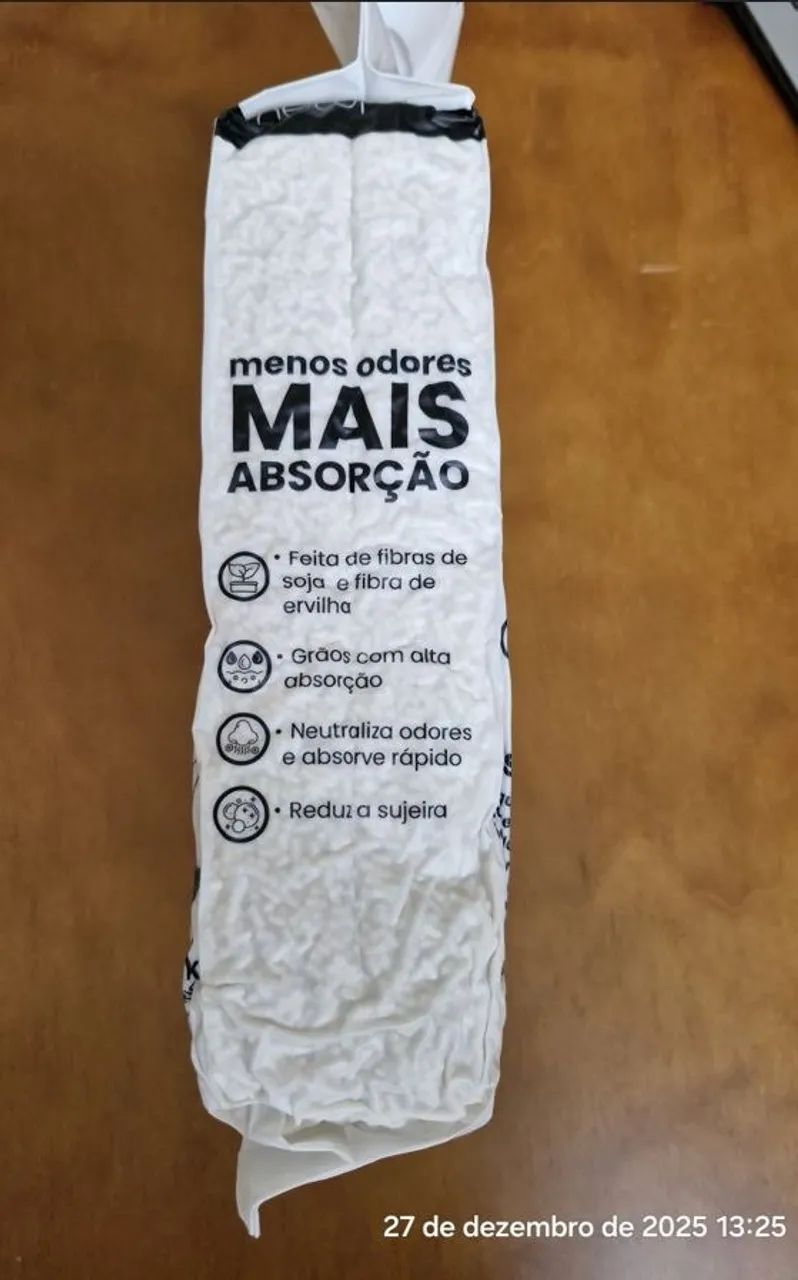 menos odores
MAIS
ABSORÇÃO
• Feita de fibras de
soja e fibra de
ervilha
• Grãos com alta
absorção
• Neutraliza odores
e absorve rápido
• Reduz a sujeira
27 de dezembro de 2025 13:25